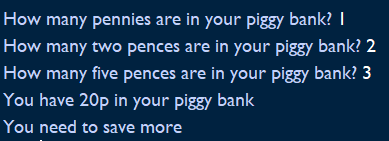 How many pennies are in your piggy bank? 1
How many two pences are in your piggy bank? 2
How many five pences are in your piggy bank? 3
You have 20p in your piggy bank
You need to save more